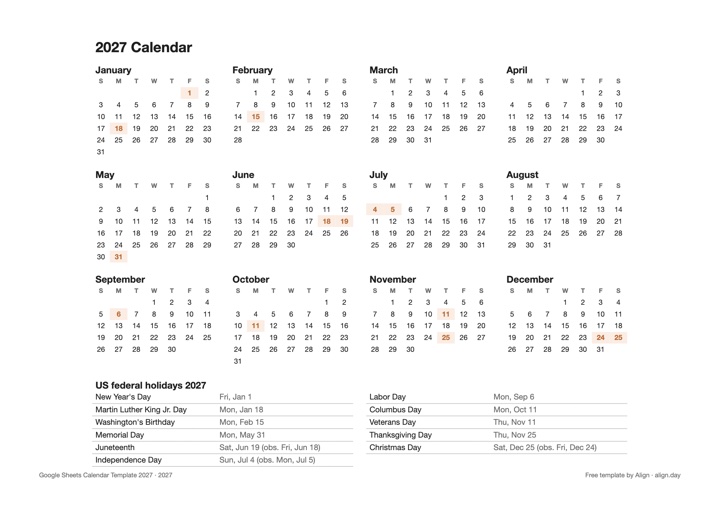 2027 Calendar
January February March April
S M T W T F S S M T W T F S S M T W T F S S M T W T F S
1 2 1 2 3 4 5 6 1 2 3 4 5 6 1 2 3
3 4 5 6 7 8 9 7 8 9 10 11 12 13 7 8 9 10 11 12 13 4 5 6 7 8 9 10
10 11 12 13 14 15 16 14 15 16 17 18 19 20 14 15 16 17 18 19 20 11 12 13 14 15 16 17
17 18 19 20 21 22 23 21 22 23 24 25 26 27 21 22 23 24 25 26 27 18 19 20 21 22 23 24
24 25 26 27 28 29 30 28 28 29 30 31 25 26 27 28 29 30
31
May June July August
S M T W T F S S M T W T F S S M T W T F S S M T W T F S
1 1 2 3 4 5 1 2 3 1 2 3 4 5 6 7
2 3 4 5 6 7 8 6 7 8 9 10 11 12 4 5 6 7 8 9 10 8 9 10 11 12 13 14
9 10 11 12 13 14 15 13 14 15 16 17 18 19 11 12 13 14 15 16 17 15 16 17 18 19 20 21
16 17 18 19 20 21 22 20 21 22 23 24 25 26 18 19 20 21 22 23 24 22 23 24 25 26 27 28
23 24 25 26 27 28 29 27 28 29 30 25 26 27 28 29 30 31 29 30 31
30 31
September October November December
S M T W T F S S M T W T F S S M T W T F S S M T W T F S
1 2 3 4 1 2 1 2 3 4 5 6 1 2 3 4
5 6 7 8 9 10 11 3 4 5 6 7 8 9 7 8 9 10 11 12 13 5 6 7 8 9 10 11
12 13 14 15 16 17 18 10 11 12 13 14 15 16 14 15 16 17 18 19 20 12 13 14 15 16 17 18
19 20 21 22 23 24 25 17 18 19 20 21 22 23 21 22 23 24 25 26 27 19 20 21 22 23 24 25
26 27 28 29 30 24 25 26 27 28 29 30 28 29 30 26 27 28 29 30 31
31
US federal holidays 2027
New Year's Day Fri, Jan 1
Martin Luther King Jr. Day Mon, Jan 18
Washington's Birthday Mon, Feb 15
Memorial Day Mon, May 31
Juneteenth Sat, Jun 19 (obs. Fri, Jun 18)
Independence Day Sun, Jul 4 (obs. Mon, Jul 5)
Labor Day Mon, Sep 6
Columbus Day Mon, Oct 11
Veterans Day Thu, Nov 11
Thanksgiving Day Thu, Nov 25
Christmas Day Sat, Dec 25 (obs. Fri, Dec 24)
Google Sheets Calendar Template 2027 · 2027 Free template by Align · align.day